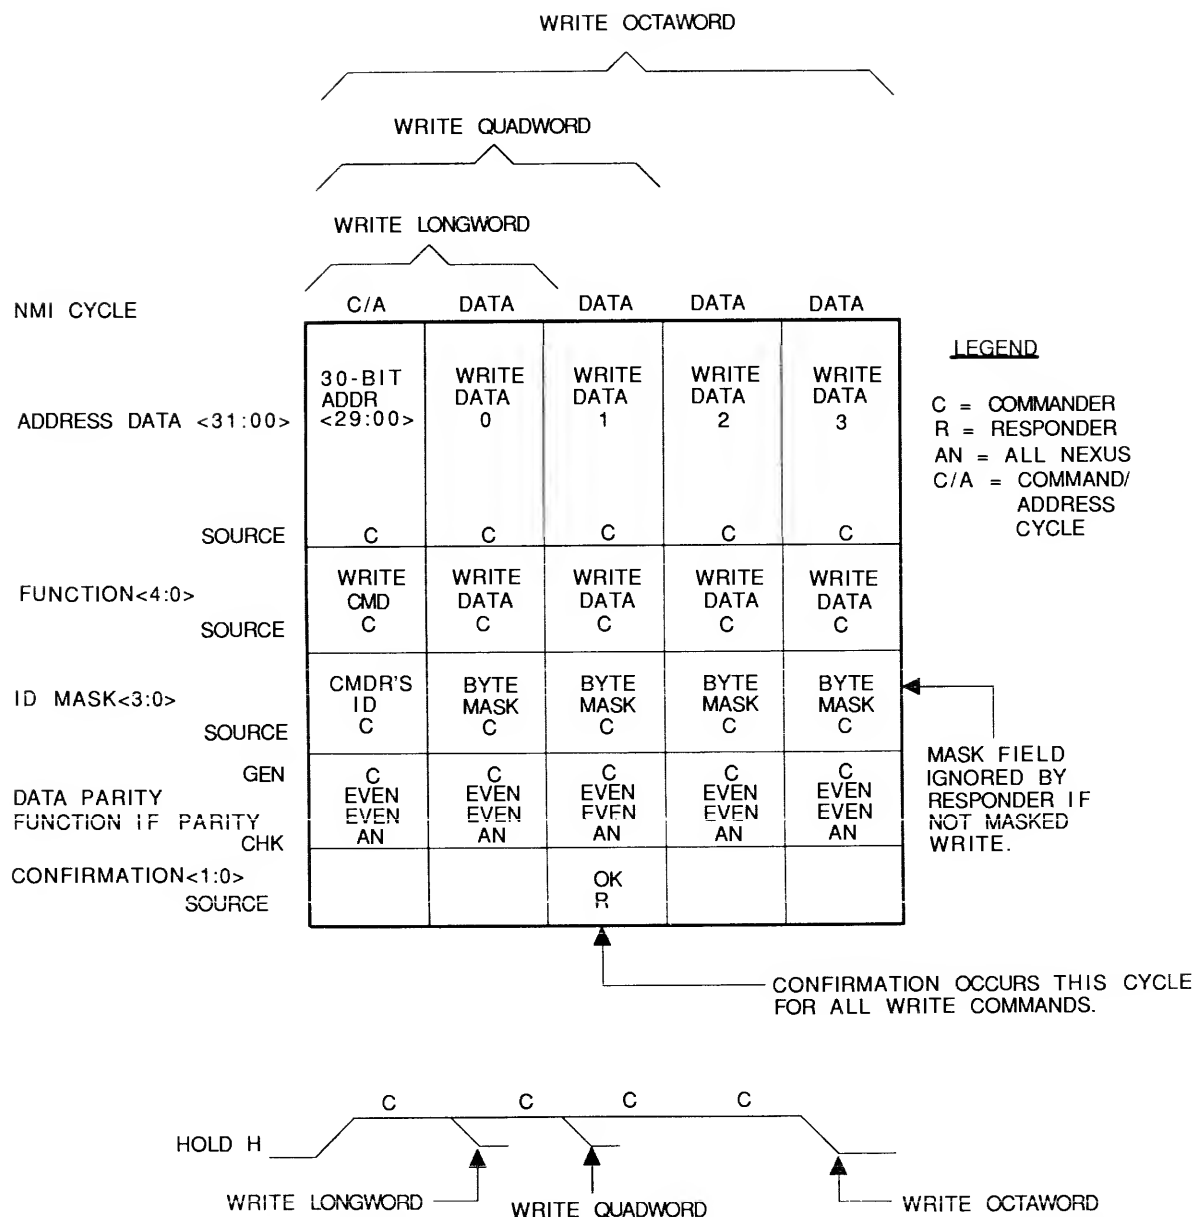 WRITE OCTAWORD
WRITE QUADWORD
WRITE LONGWORD
NMI CYCLE C/A DATA DATA DATA DATA
LEGEND
C = COMMANDER
R = RESPONDER
AN = ALL NEXUS
C/A = COMMAND/
ADDRESS
CYCLE
30-BIT WRITE WRITE WRITE WRITE
ADDR DATA DATA DATA DATA
ADDRESS DATA <31:00> <29:00> 0 1 2 3
SOURCE C C C C C
WRITE WRITE WRITE WRITE WRITE
FUNCTION<4:0> CMD DATA DATA DATA DATA
SOURCE C C C C C
CMDR'S BYTE BYTE BYTE BYTE
ID MASK<3:0> ID MASK MASK MASK MASK
SOURCE C C C C C
MASK FIELD
IGNORED BY
RESPONDER IF
NOT MASKED
WRITE.
GEN C C C C C
DATA PARITY EVEN EVEN EVEN EVEN EVEN
FUNCTION IF PARITY EVEN EVEN EVEN EVEN EVEN
CHK AN AN AN AN AN
CONFIRMATION<1:0> OK
SOURCE R
CONFIRMATION OCCURS THIS CYCLE
FOR ALL WRITE COMMANDS.
C C C C
HOLD H
WRITE LONGWORD WRITE QUADWORD WRITE OCTAWORD